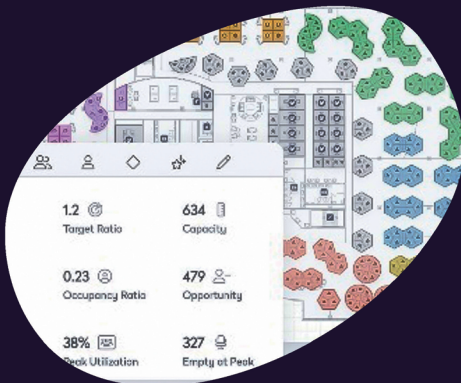 1.2
634
Target Ratio
Capacity
0.23
479
Occupancy Ratio
Opportunity
38%
327
Peak Utilization
Empty at Peak